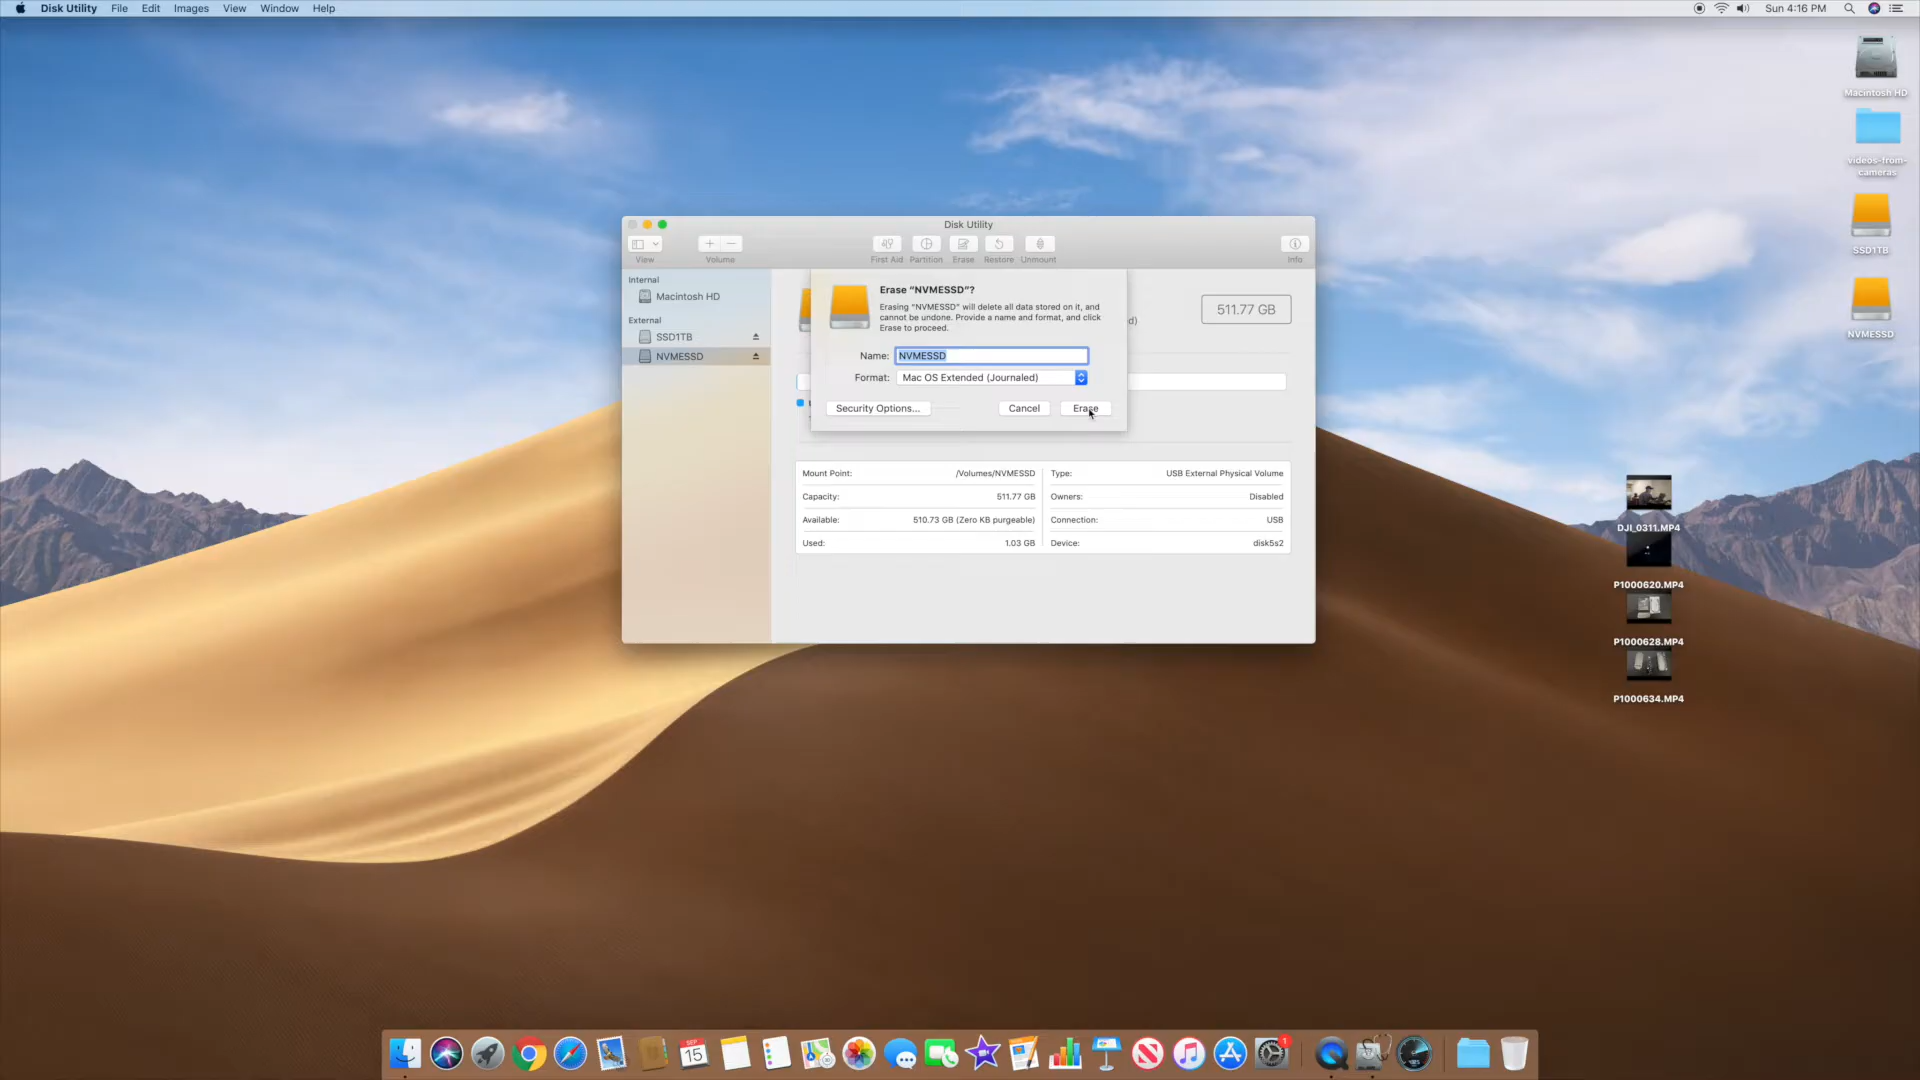 Disk Utility File Edit Images View Window Help
Sun 4:16 PM
Macintosh HD
videos-from-
cameras
SSD1TB
NVMESSD
Disk Utility
View
Volume
First Aid Partition Erase Restore Unmount
Info
Internal
Macintosh HD
External
SSD1TB
NVMESSD
Erase “NVMESSD”?
Erasing “NVMESSD” will delete all data stored on it, and
cannot be undone. Provide a name and format, and click
Erase to proceed.
Name: NVMESSD
Format: Mac OS Extended (Journaled)
Security Options... Cancel Erase
d)
511.77 GB
Mount Point: /Volumes/NVMESSD
Capacity: 511.77 GB
Available: 510.73 GB (Zero KB purgeable)
Used: 1.03 GB
Type: USB External Physical Volume
Owners: Disabled
Connection: USB
Device: disk5s2
DJI_0311.MP4
P1000620.MP4
P1000628.MP4
P1000634.MP4
SEP
15
1